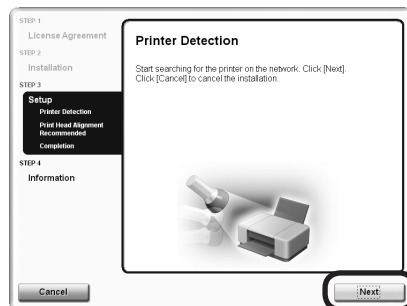 STEP 1
License Agreement
STEP 2
Installation
STEP 3
Setup
Printer Detection
Print Head Alignment
Recommended
Completion
STEP 4
Information
Printer Detection
Start searching for the printer on the network. Click [Next].
Click [Cancel] to cancel the installation.
Cancel
Next